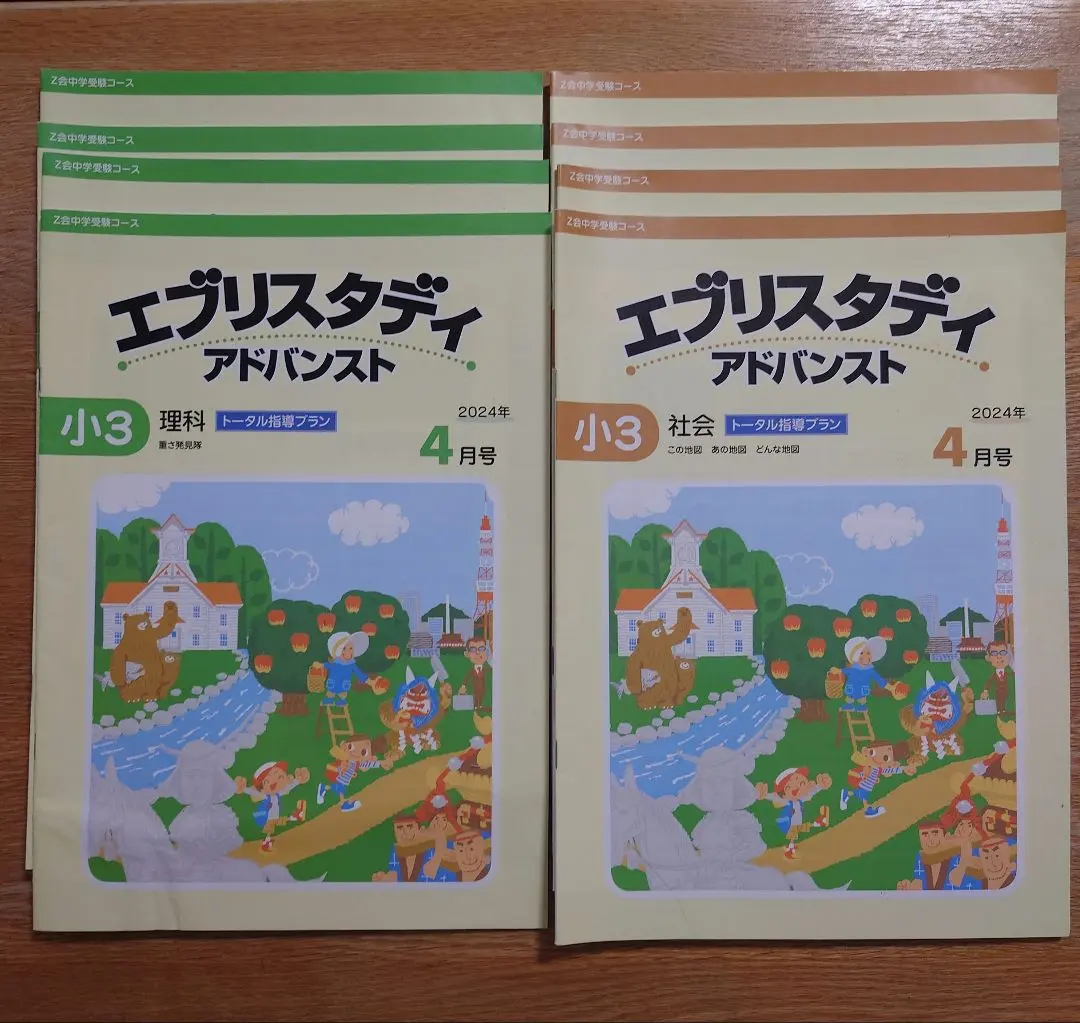 Z会中学受験コース
Z会中学受験コース
Z会中学受験コース
Z会中学受験コース
エブリスタディ
アドバンスト
小3 理科 トータル指導プラン
重さ発見隊
2024年
4月号
Z会中学受験コース
Z会中学受験コース
Z会中学受験コース
Z会中学受験コース
エブリスタディ
アドバンスト
小3 社会 トータル指導プラン
この地図 あの地図 どんな地図
2024年
4月号